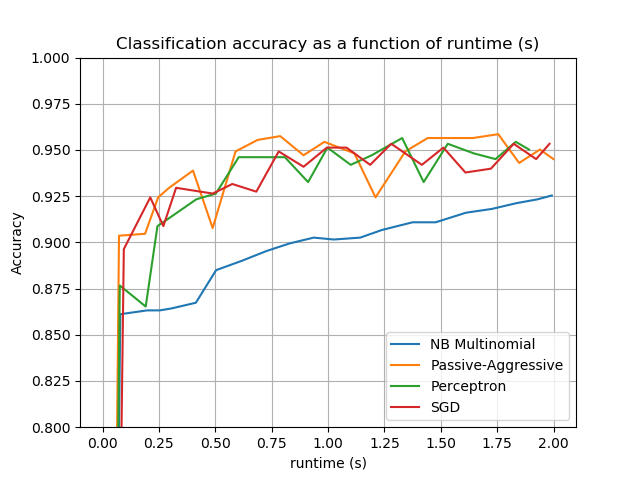 Classification accuracy as a function of runtime (s)
1.000
0.975
0.950
0.925
0.900
0.875
0.850
0.825
0.800
Accuracy
NB Multinomial
Passive-Aggressive
Perceptron
SGD
0.00 0.25 0.50 0.75 1.00 1.25 1.50 1.75 2.00
runtime (s)